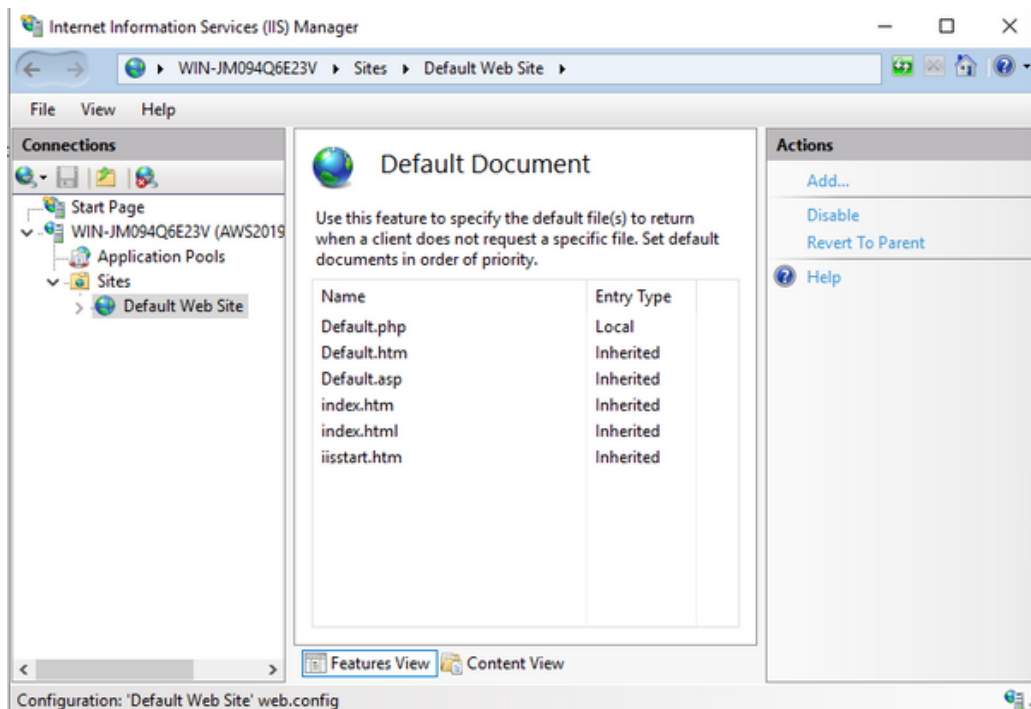 Internet Information Services (IIS) Manager
WIN-JM094Q6E23V Sites Default Web Site
File View Help
Connections
Start Page
WIN-JM094Q6E23V (AWS2019
Application Pools
Sites
Default Web Site
Default Document
Use this feature to specify the default file(s) to return
when a client does not request a specific file. Set default
documents in order of priority.
Name Entry Type
Default.php Local
Default.htm Inherited
Default.asp Inherited
index.htm Inherited
index.html Inherited
iisstart.htm Inherited
Features View Content View
Actions
Add...
Disable
Revert To Parent
Help
Configuration: 'Default Web Site' web.config